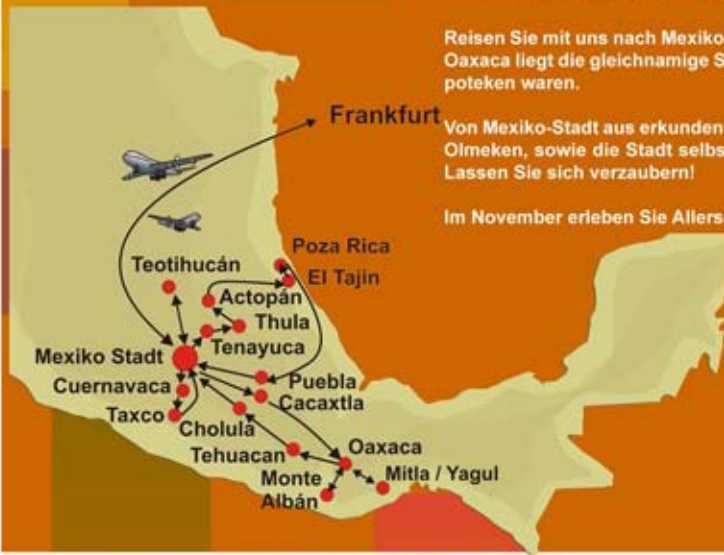 Reisen Sie mit uns nach Mexiko
Oaxaca liegt die gleichnamige S
poteken waren.
Frankfurt
Von Mexiko-Stadt aus erkunden
Olmeken, sowie die Stadt selbs
Lassen Sie sich verzaubern!
Im November erleben Sie Allers
Poza Rica
Teotihucán
El Tajin
Actopán
Thula
Tenayuca
Mexiko Stadt
Puebla
Cuernavaca
Cacaxtla
Taxco
Cholula
Oaxaca
Tehuacan
Mitla / Yagul
Monte
Albán